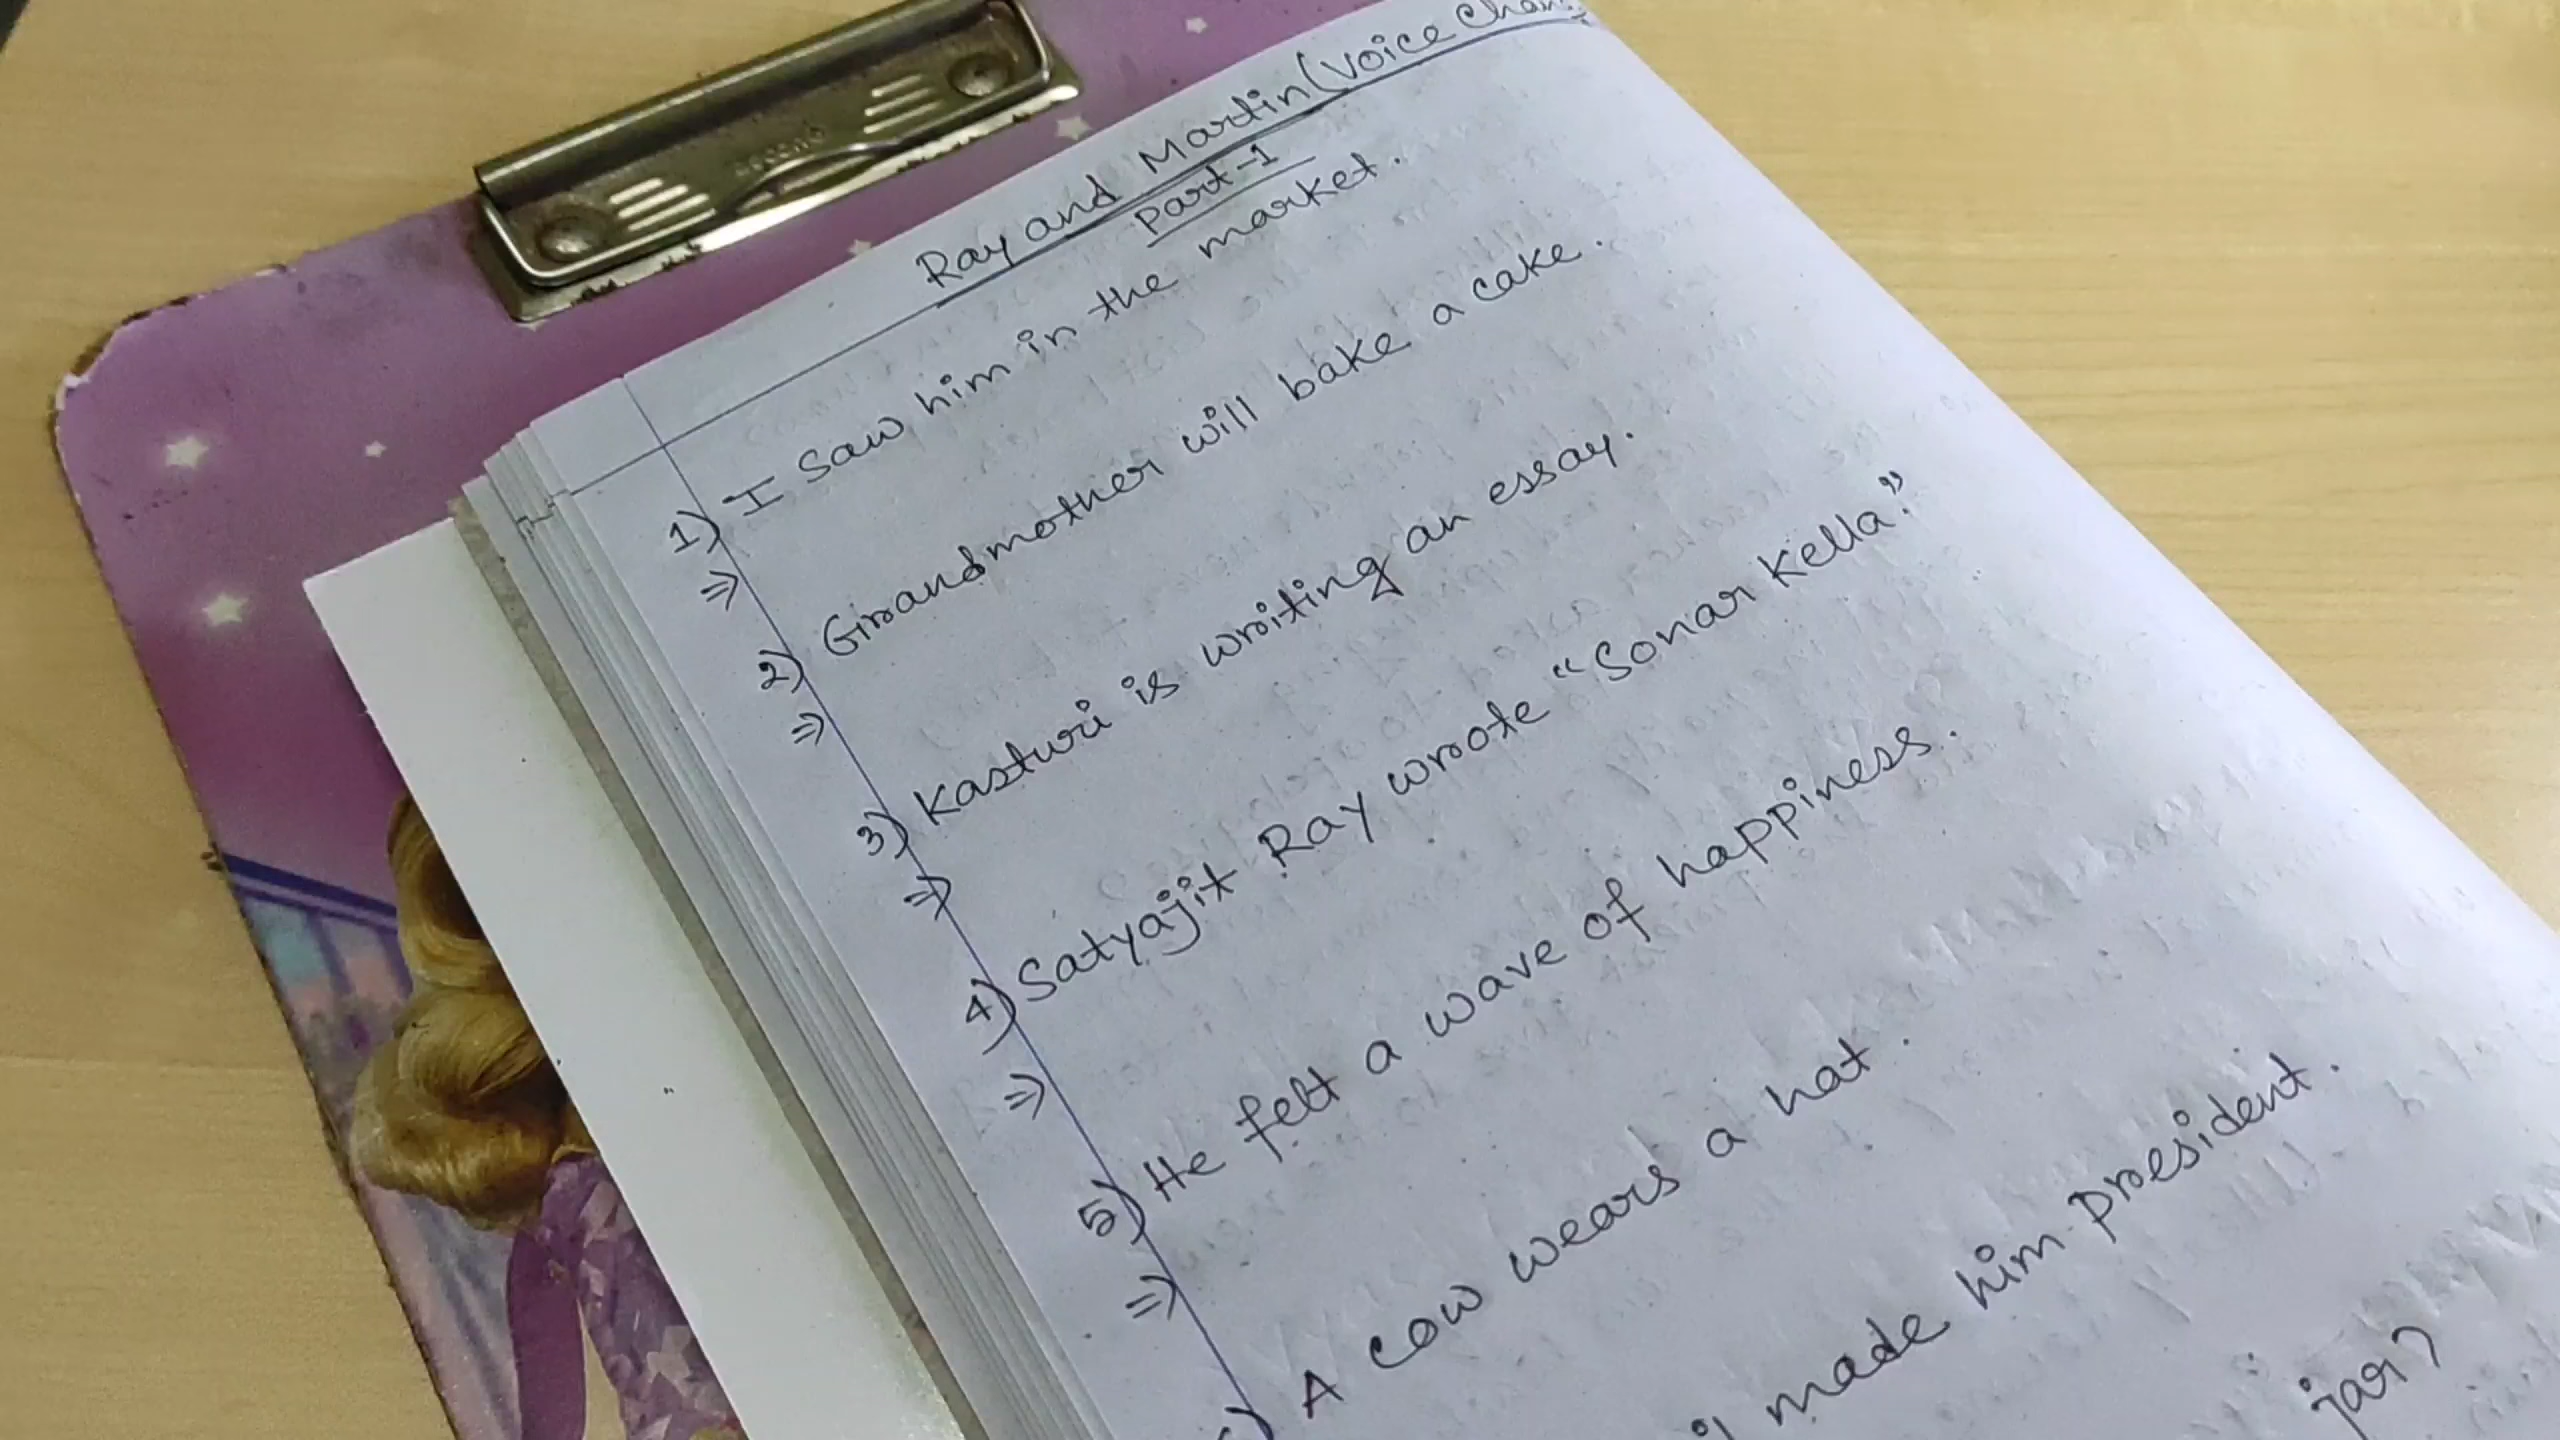 Ray and Martin (Voice
Part-1
1) I saw him in the market.
⇒
2) Grandmother will bake a cake.
⇒
3) Kasturi is writing an essay.
⇒
4) Satyajit Ray wrote "Sonar Kella."
⇒
5) He felt a wave of happiness.
⇒
A cow wears a hat.
made him president.
jar?